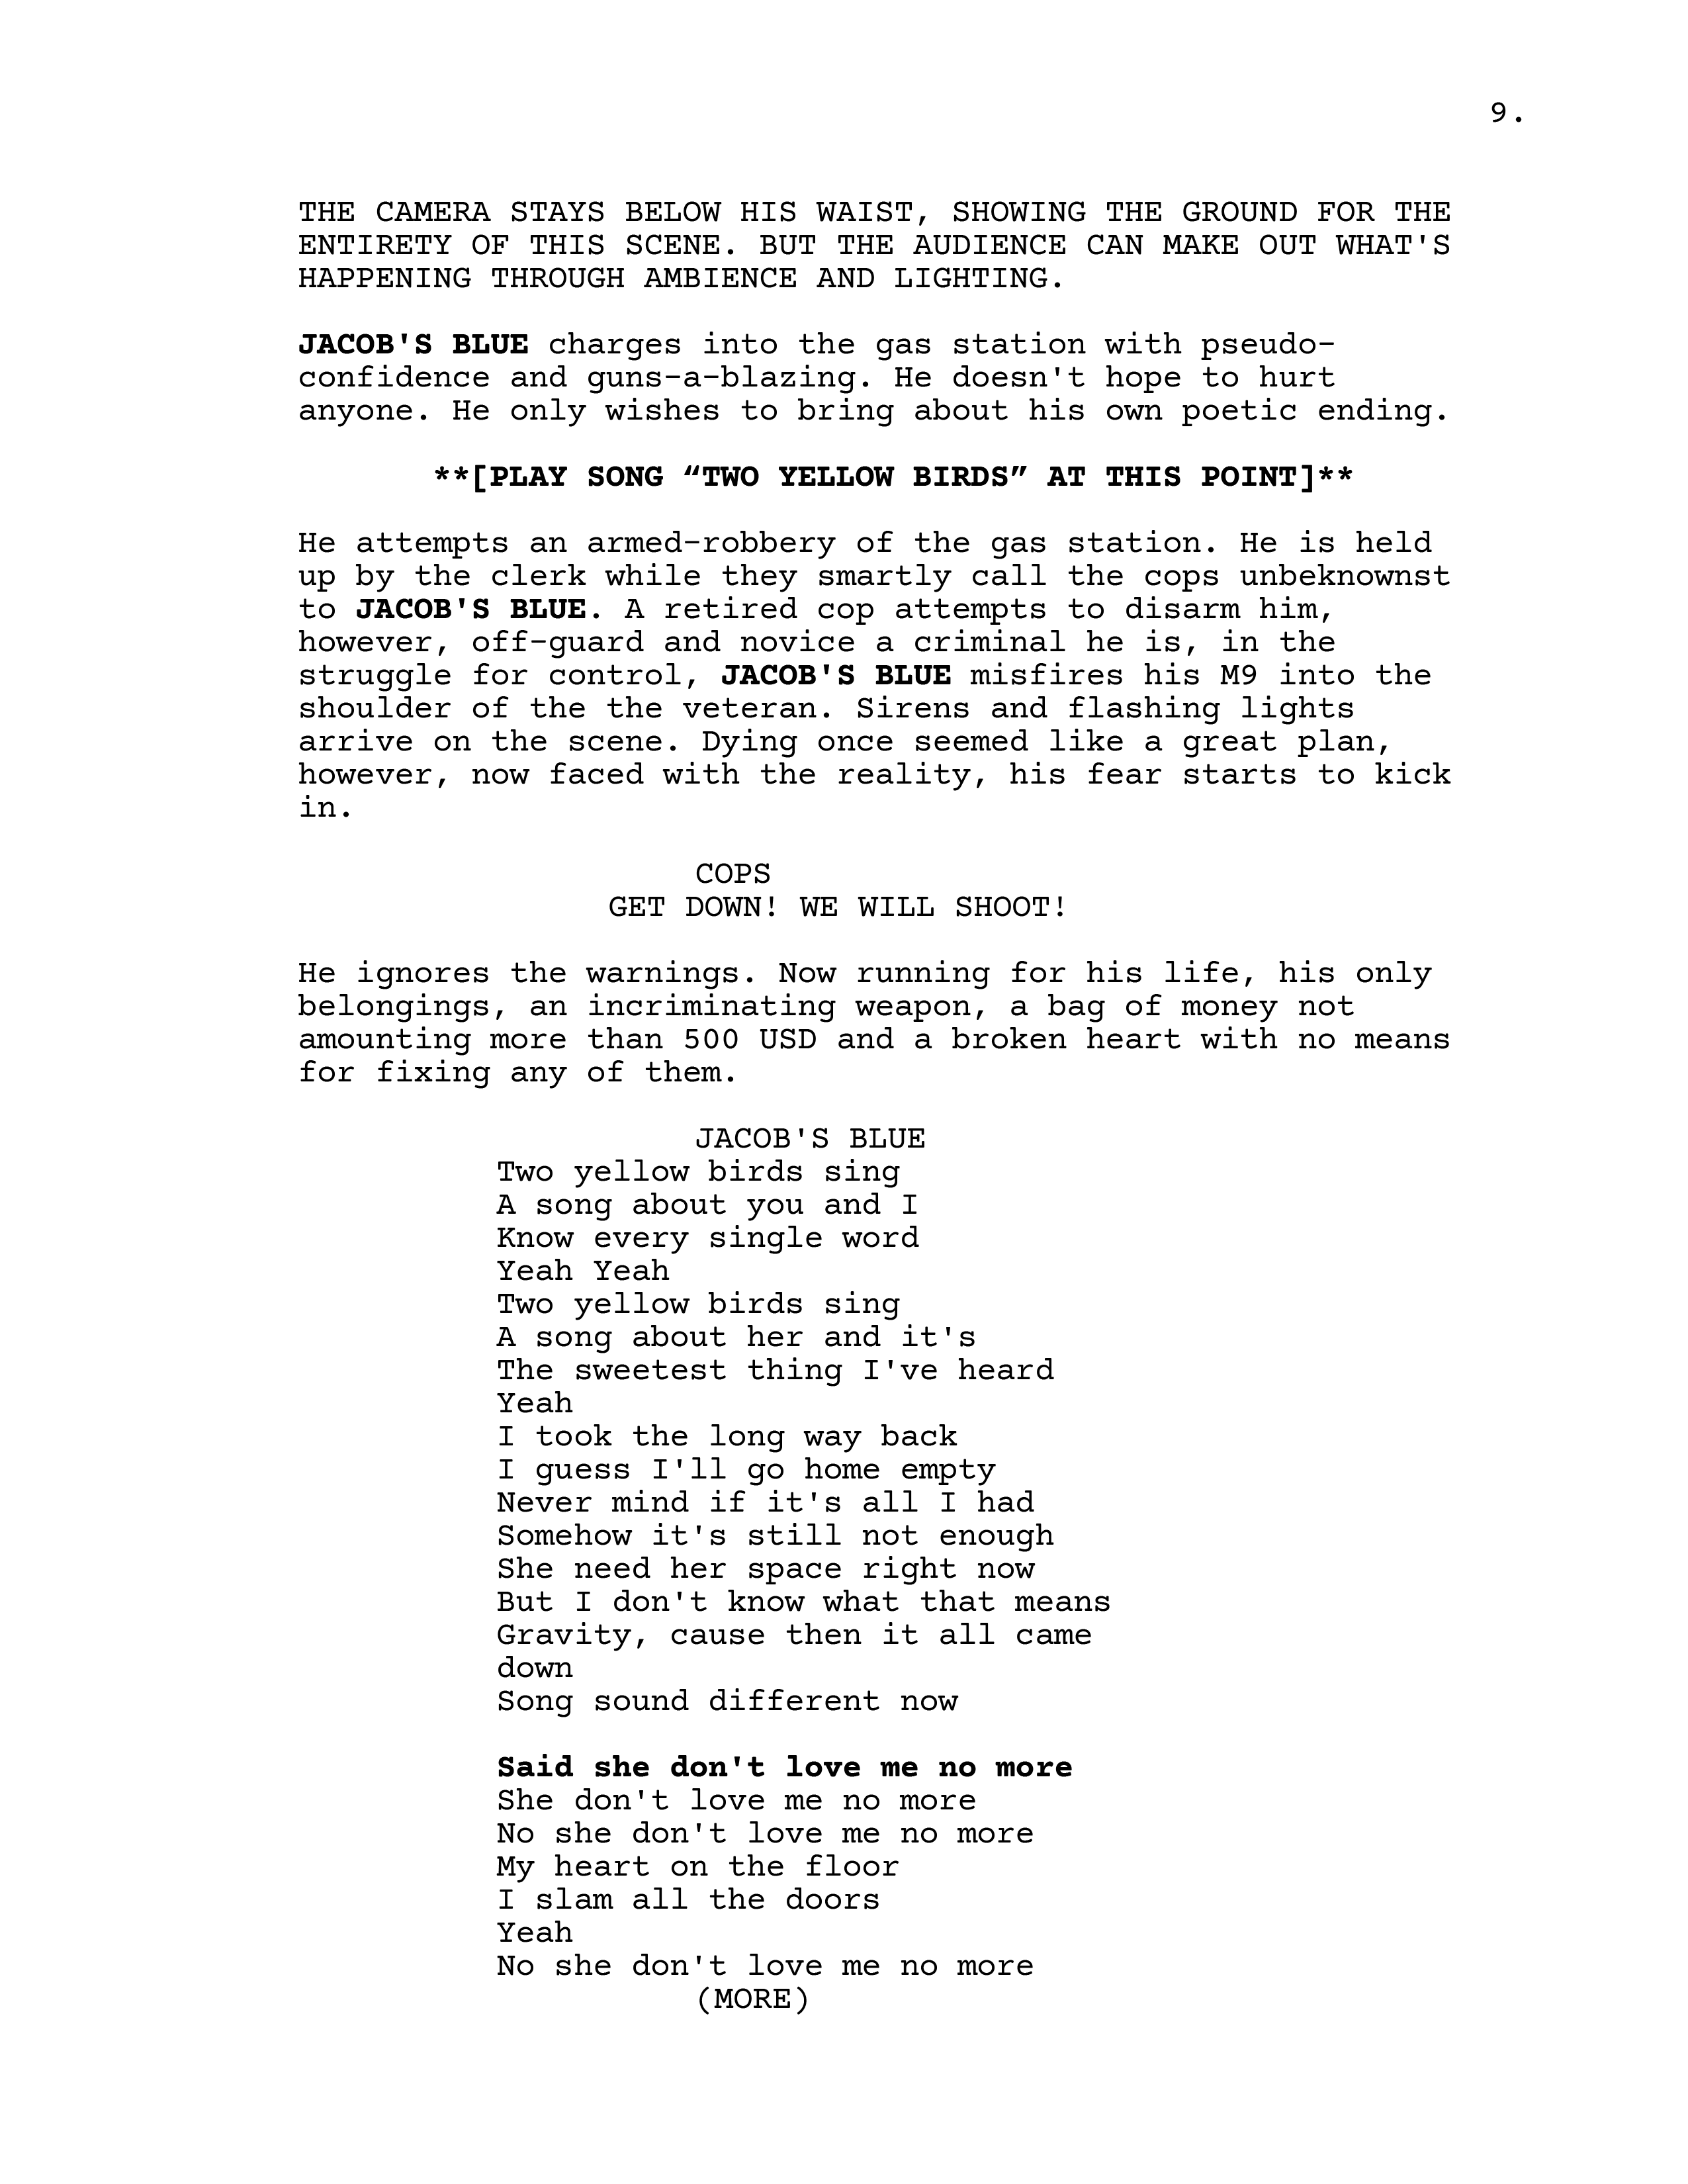 9.
THE CAMERA STAYS BELOW HIS WAIST, SHOWING THE GROUND FOR THE
ENTIRETY OF THIS SCENE. BUT THE AUDIENCE CAN MAKE OUT WHAT'S
HAPPENING THROUGH AMBIENCE AND LIGHTING.
JACOB'S BLUE charges into the gas station with pseudo-
confidence and guns-a-blazing. He doesn't hope to hurt
anyone. He only wishes to bring about his own poetic ending.
**[PLAY SONG “TWO YELLOW BIRDS” AT THIS POINT]**
He attempts an armed-robbery of the gas station. He is held
up by the clerk while they smartly call the cops unbeknownst
to JACOB'S BLUE. A retired cop attempts to disarm him,
however, off-guard and novice a criminal he is, in the
struggle for control, JACOB'S BLUE misfires his M9 into the
shoulder of the the veteran. Sirens and flashing lights
arrive on the scene. Dying once seemed like a great plan,
however, now faced with the reality, his fear starts to kick
in.
COPS
GET DOWN! WE WILL SHOOT!
He ignores the warnings. Now running for his life, his only
belongings, an incriminating weapon, a bag of money not
amounting more than 500 USD and a broken heart with no means
for fixing any of them.
JACOB'S BLUE
Two yellow birds sing
A song about you and I
Know every single word
Yeah Yeah
Two yellow birds sing
A song about her and it's
The sweetest thing I've heard
Yeah
I took the long way back
I guess I'll go home empty
Never mind if it's all I had
Somehow it's still not enough
She need her space right now
But I don't know what that means
Gravity, cause then it all came
down
Song sound different now
Said she don't love me no more
She don't love me no more
No she don't love me no more
My heart on the floor
I slam all the doors
Yeah
No she don't love me no more
(MORE)